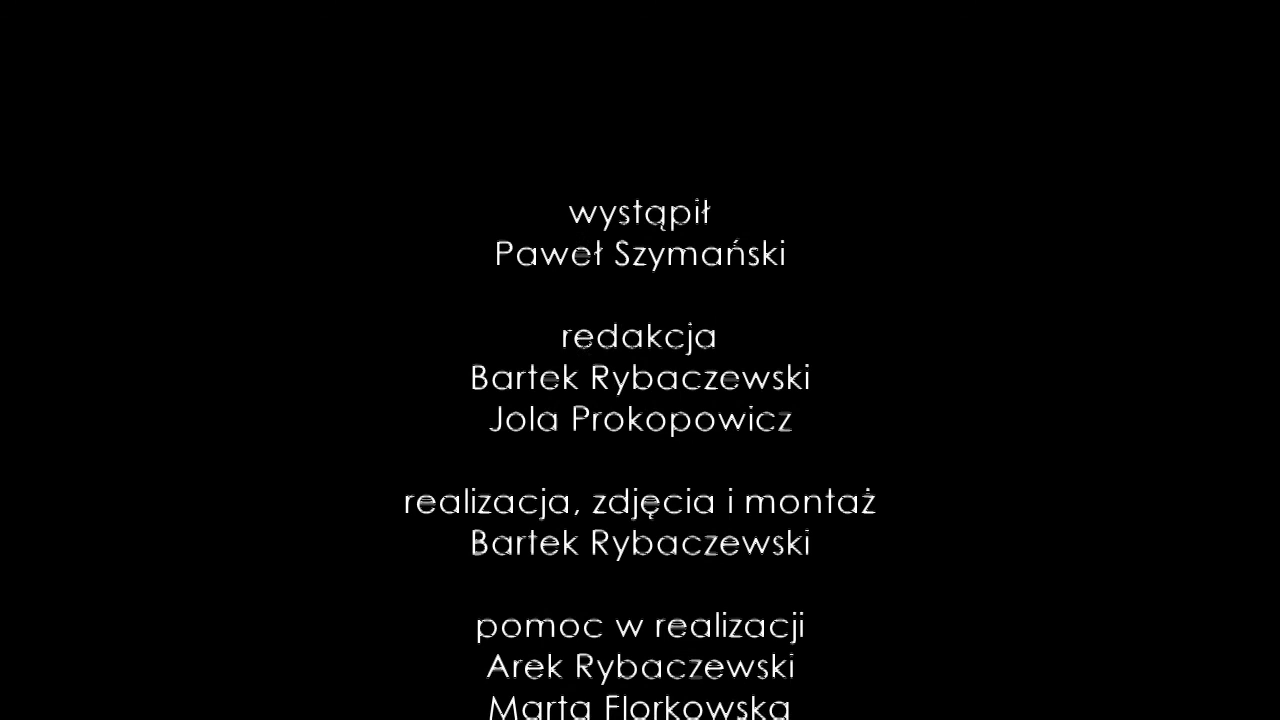 wystąpił
Paweł Szymański
redakcja
Bartek Rybaczewski
Jola Prokopowicz
realizacja, zdjęcia i montaż
Bartek Rybaczewski
pomoc w realizacji
Arek Rybaczewski
Marta Florkowska